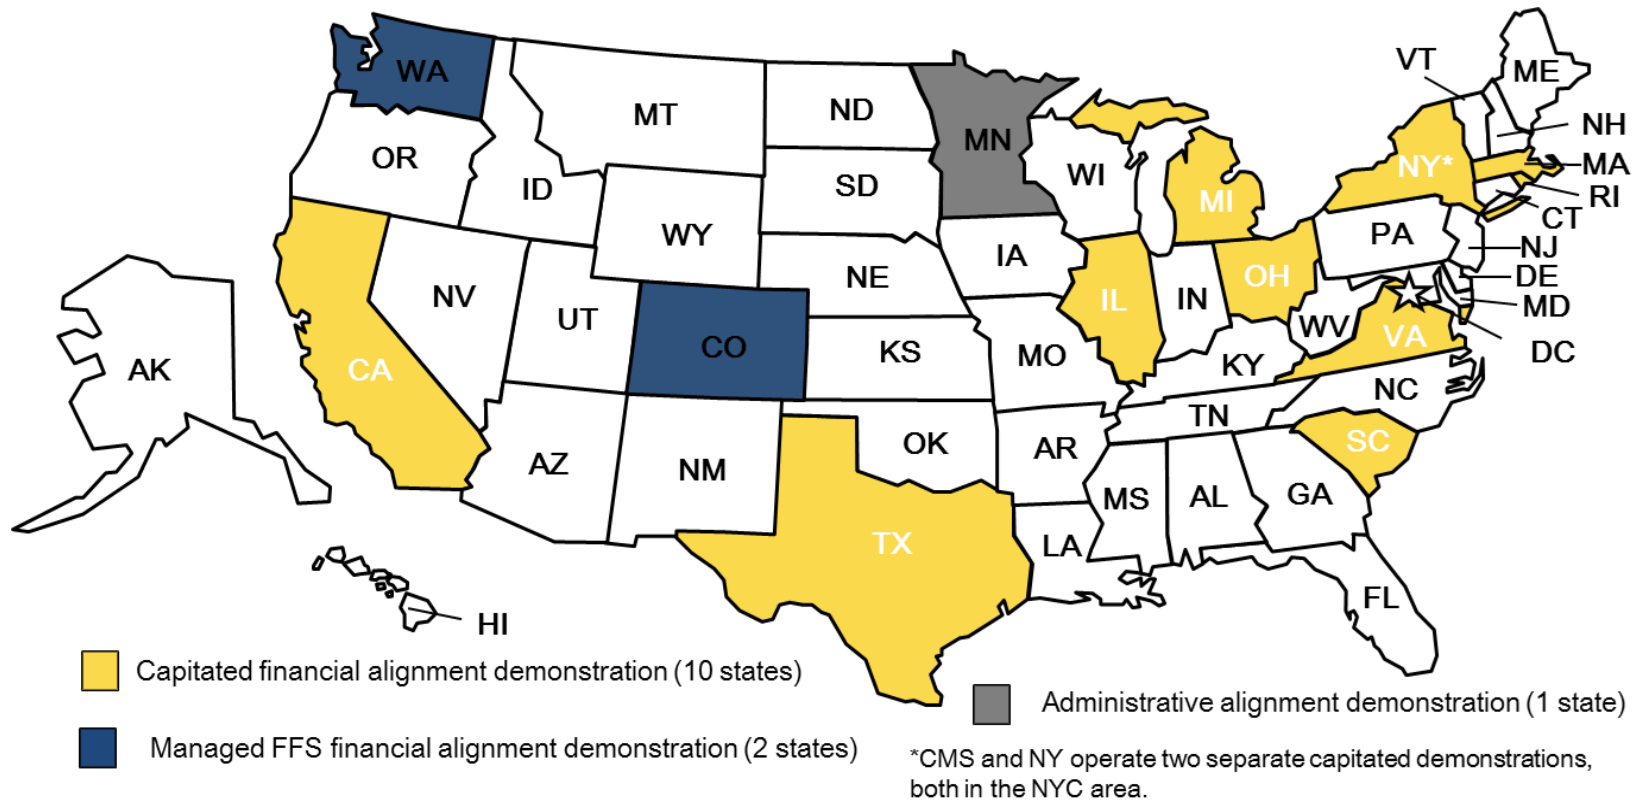 WA
MT
ND
MN
VT
ME
NH
OR
ID
SD
WI
MI
NY*
MA
RI
CT
WY
IA
PA
NJ
NV
UT
NE
IL
IN
OH
DE
MD
CO
KS
MO
WV
VA
DC
AK
CA
KY
NC
AZ
NM
OK
AR
TN
SC
TX
LA
MS
AL
GA
FL
HI
Capitated financial alignment demonstration (10 states)
Administrative alignment demonstration (1 state)
Managed FFS financial alignment demonstration (2 states)
*CMS and NY operate two separate capitated demonstrations,
both in the NYC area.